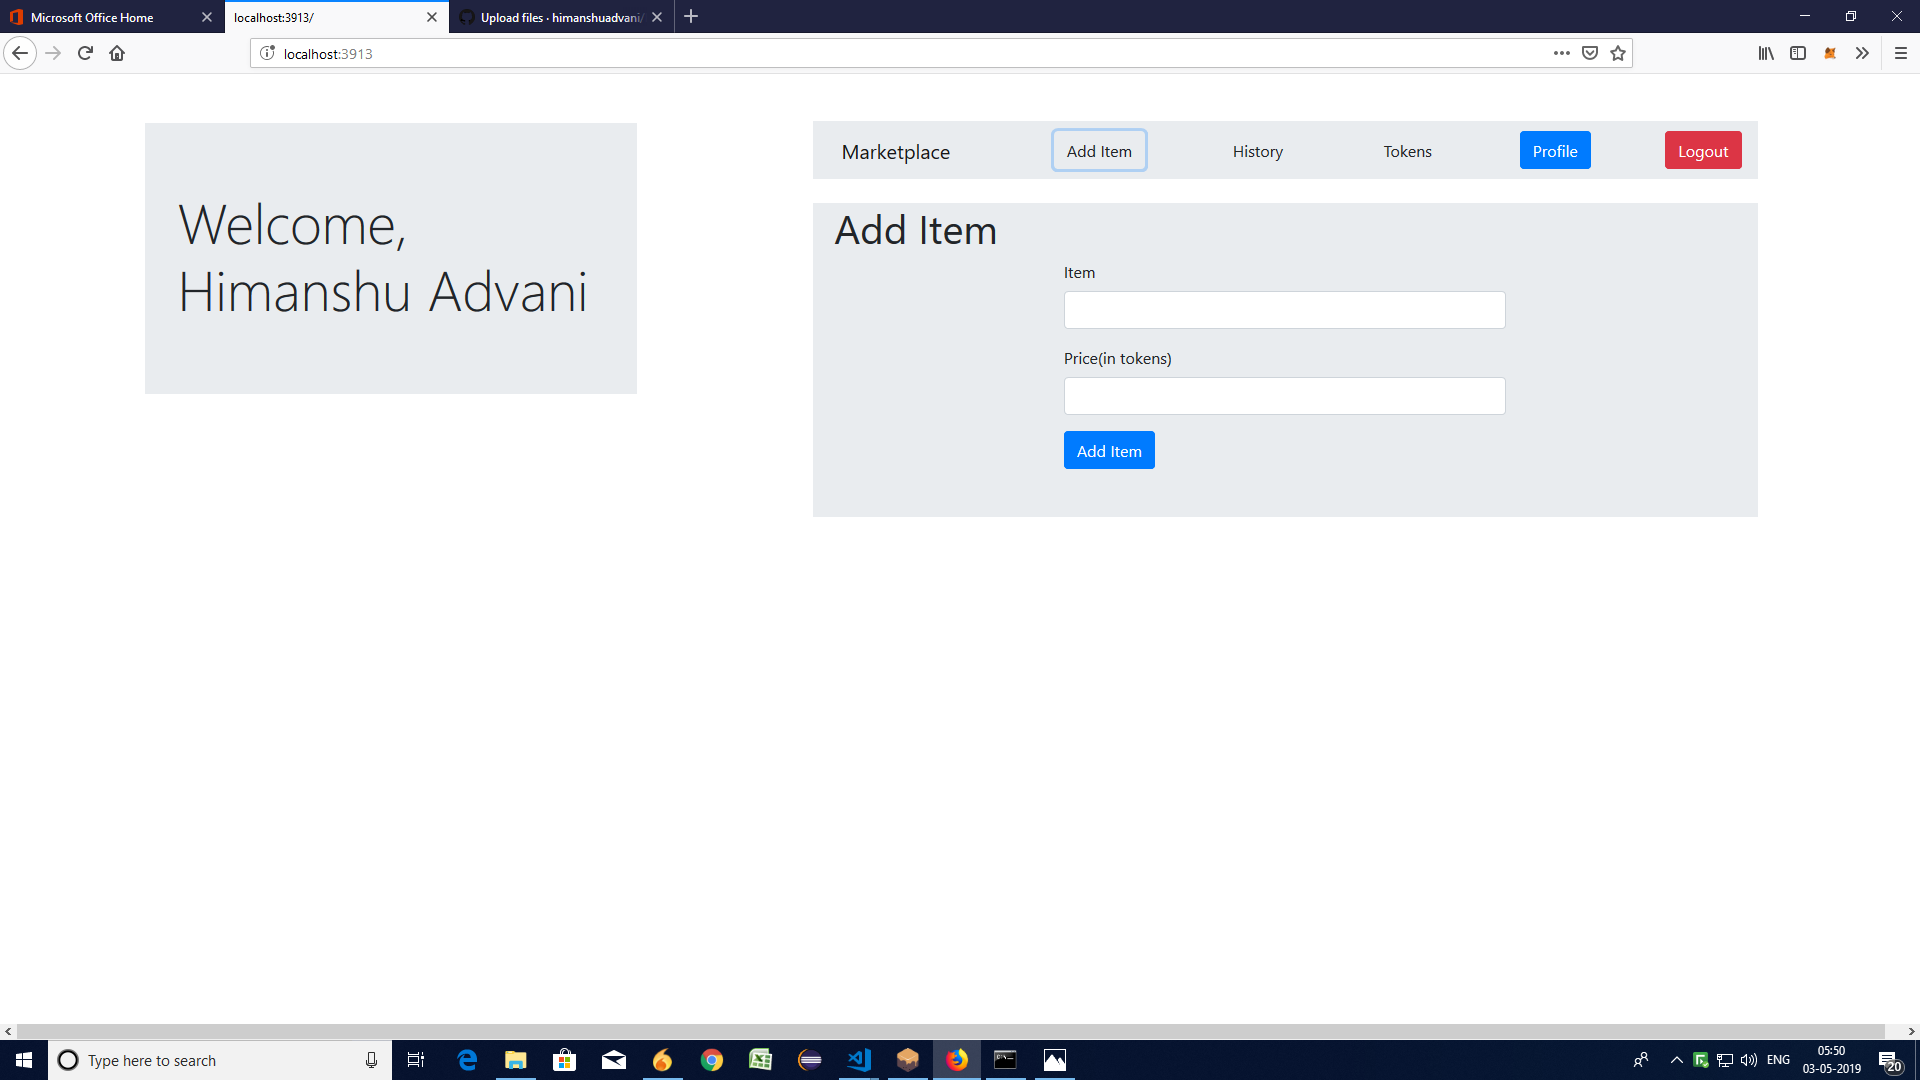 Microsoft Office Home
localhost:3913/
Upload files · himanshuadvani/
localhost:3913
Welcome,
Himanshu Advani
Marketplace
Add Item
History
Tokens
Profile
Logout
Add Item
Item
Price(in tokens)
Add Item
Type here to search
ENG
05:50
03-05-2019
20